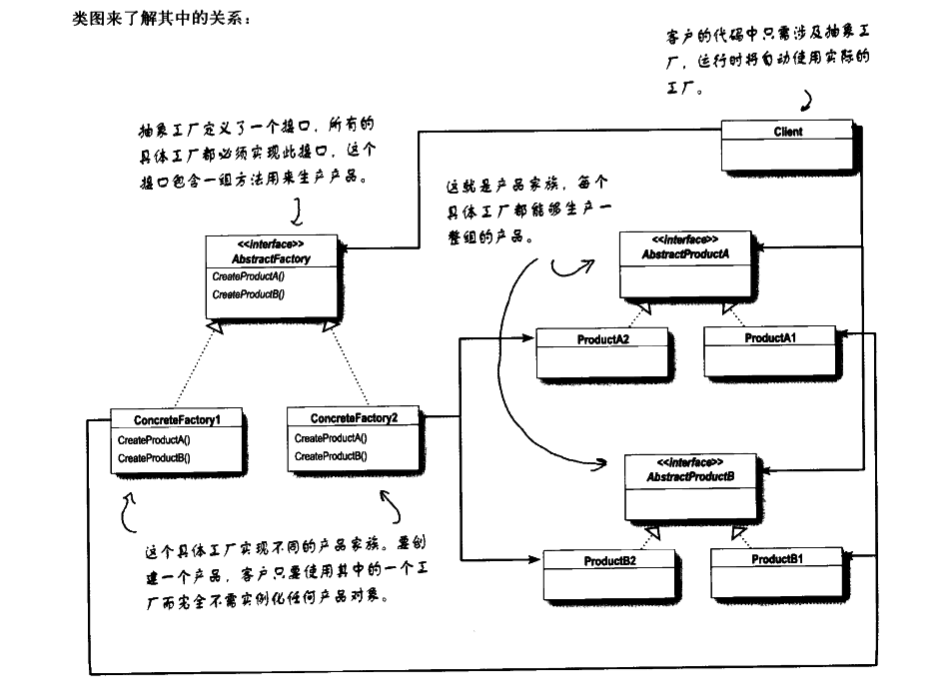 类图来了解其中的关系：
客户的代码中只需涉及抽象工
厂，运行时将自动使用实际的
工厂。
抽象工厂定义了一个接口，所有的
具体工厂都必须实现此接口，这个
接口包含一组方法用来生产产品。
Client
这就是产品家族，每个
具体工厂都能够生产一
整组的产品。
<<interface>>
AbstractFactory
CreateProductA()
CreateProductB()
<<interface>>
AbstractProductA
ProductA2
ProductA1
ConcreteFactory1
CreateProductA()
CreateProductB()
ConcreteFactory2
CreateProductA()
CreateProductB()
<<interface>>
AbstractProductB
ProductB2
ProductB1
这个具体工厂实现不同的产品家族。要创
建一个产品，客户只要使用其中的一个工
厂而完全不需实例化任何产品对象。